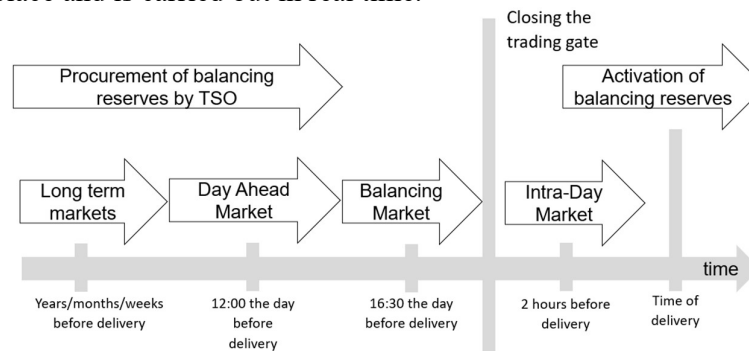 Closing the
trading gate
Procurement of balancing
reserves by TSO
Activation of
balancing reserves
Long term
markets
Day Ahead
Market
Balancing
Market
Intra-Day
Market
time
Years/months/weeks
before delivery
12:00 the day
before
delivery
16:30 the day
before delivery
2 hours before
delivery
Time of
delivery